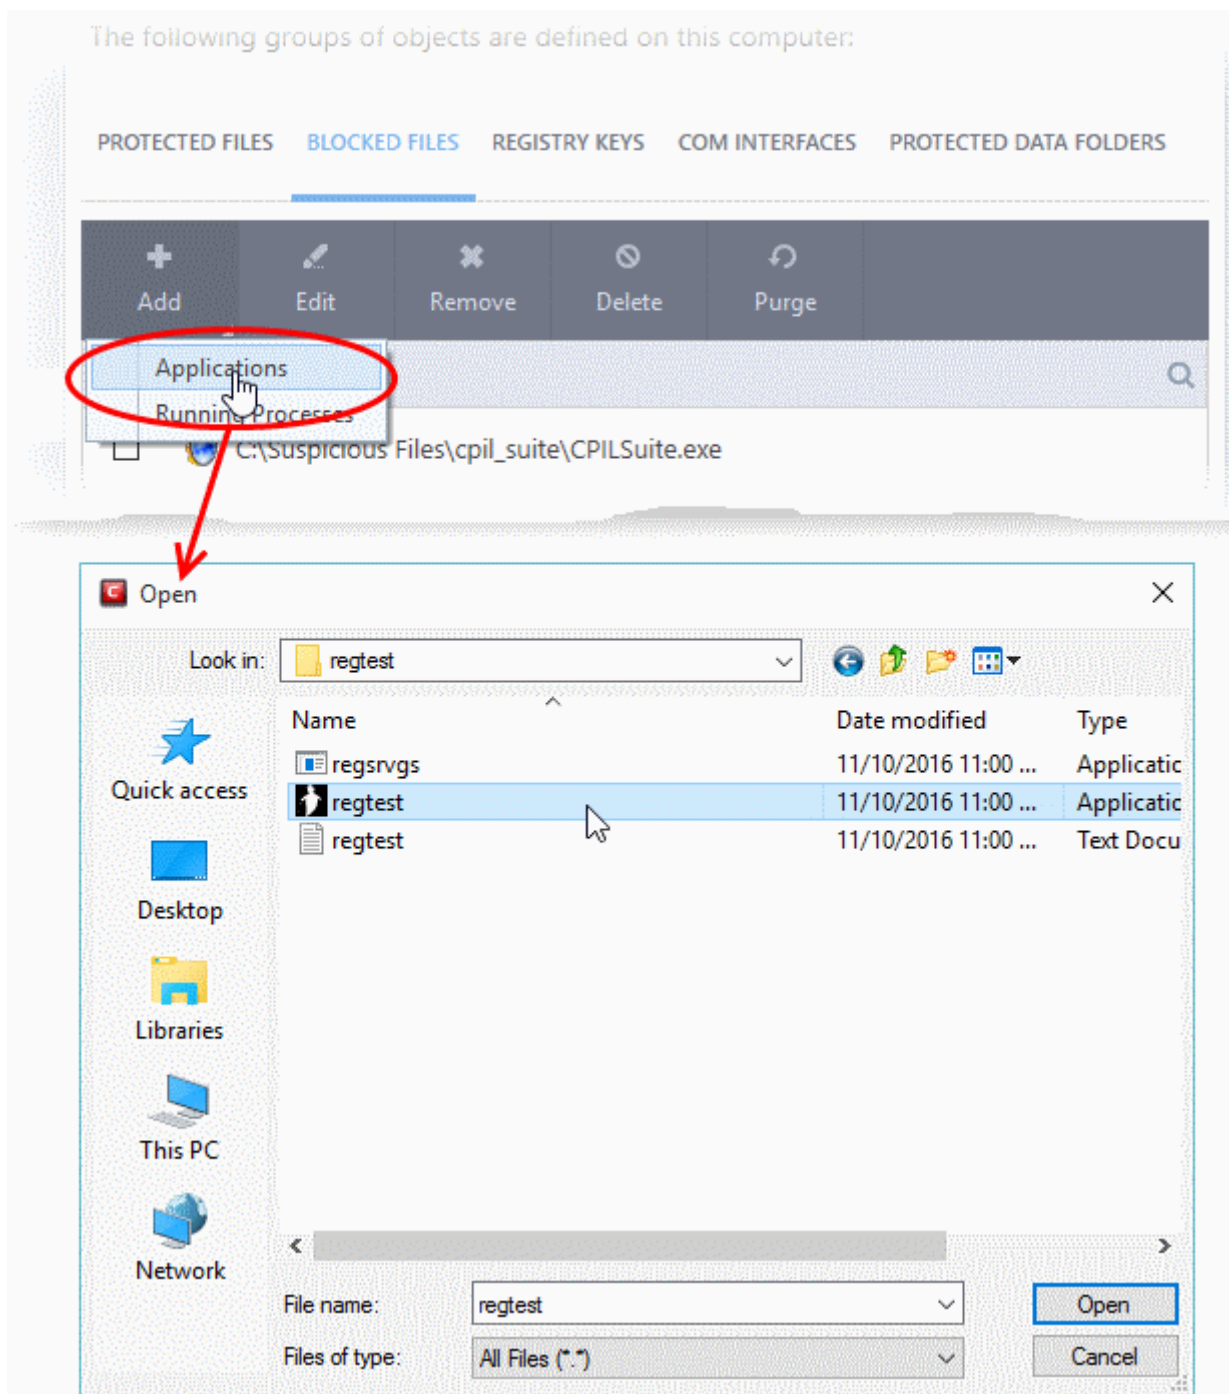 The following groups of objects are defined on this computer:
PROTECTED FILES BLOCKED FILES REGISTRY KEYS COM INTERFACES PROTECTED DATA FOLDERS
Add Edit Remove Delete Purge
Applications
Running Processes
C:\Suspicious Files\cpil_suite\CPILSuite.exe
C Open
Look in: regtest
Name Date modified Type
regsrvgs 11/10/2016 11:00 ... Applicatic
regtest 11/10/2016 11:00 ... Applicatic
regtest 11/10/2016 11:00 ... Text Docu
Quick access
Desktop
Libraries
This PC
Network
File name: regtest Open
Files of type: All Files (*.*) Cancel